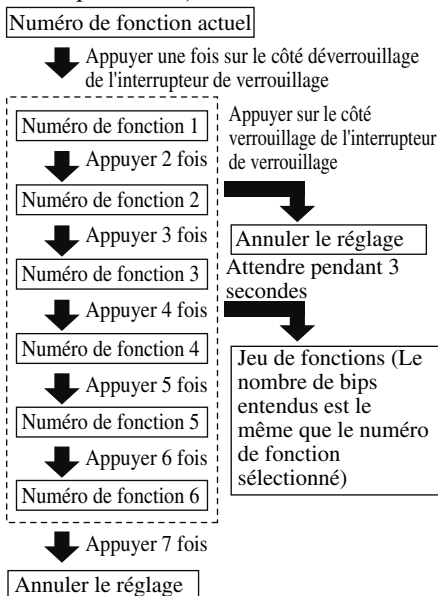 Numéro de fonction actuel
Appuyer une fois sur le côté déverrouillage
de l'interrupteur de verrouillage
Numéro de fonction 1
Appuyer 2 fois
Numéro de fonction 2
Appuyer 3 fois
Numéro de fonction 3
Appuyer 4 fois
Numéro de fonction 4
Appuyer 5 fois
Numéro de fonction 5
Appuyer 6 fois
Numéro de fonction 6
Appuyer 7 fois
Annuler le réglage
Appuyer sur le côté
verrouillage de l'interrupteur
de verrouillage
Annuler le réglage
Attendre pendant 3
secondes
Jeu de fonctions (Le
nombre de bips
entendus est le
même que le numéro
de fonction
sélectionné)